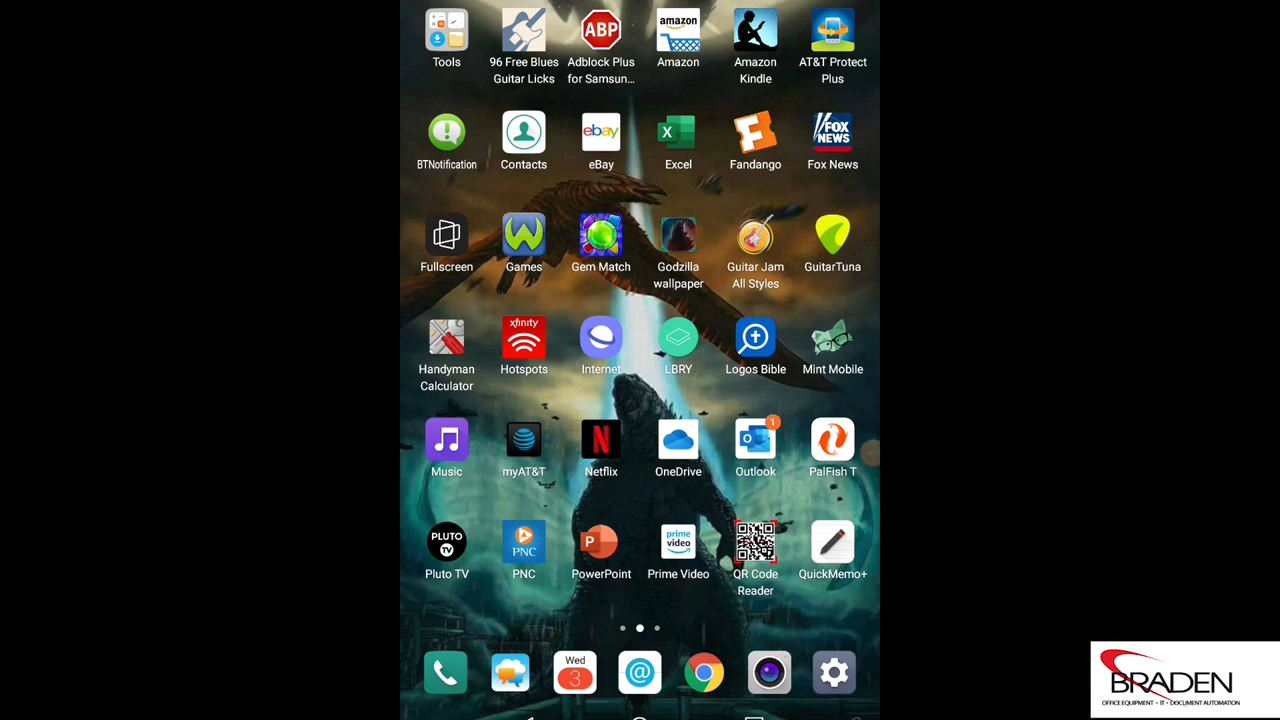 Tools
96 Free Blues
Guitar Licks
ABP
Adblock Plus
for Samsun...
amazon
Amazon
Amazon
Kindle
AT&T Protect
Plus
BTNotification
Contacts
ebay
eBay
X
Excel
Fandango
FOX
NEWS
Fox News
Fullscreen
Games
Gem Match
Godzilla
wallpaper
Guitar Jam
All Styles
GuitarTuna
Handyman
Calculator
xfinity
Hotspots
Internet
LBRY
Logos Bible
Mint Mobile
Music
myAT&T
N
Netflix
OneDrive
O
1
Outlook
PalFish T
PLUTO
TV
Pluto TV
PNC
PNC
P
PowerPoint
prime
video
Prime Video
QR Code
Reader
QuickMemo+
Wed
3
@
BRADEN
OFFICE EQUIPMENT • IT • DOCUMENT AUTOMATION